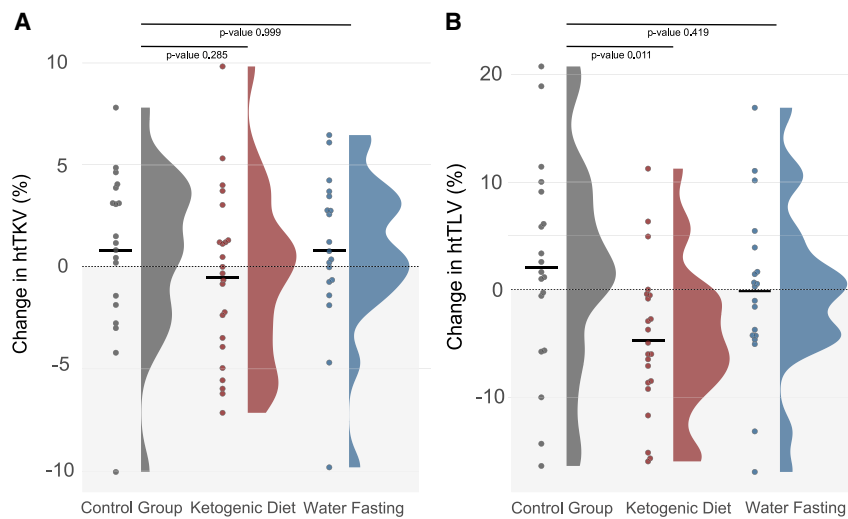 A
p-value 0.999
p-value 0.285
10
5
0
-5
-10
Change in htTKV (%)
Control Group
Ketogenic Diet
Water Fasting
B
p-value 0.419
p-value 0.011
20
10
0
-10
Change in htTLV (%)
Control Group
Ketogenic Diet
Water Fasting